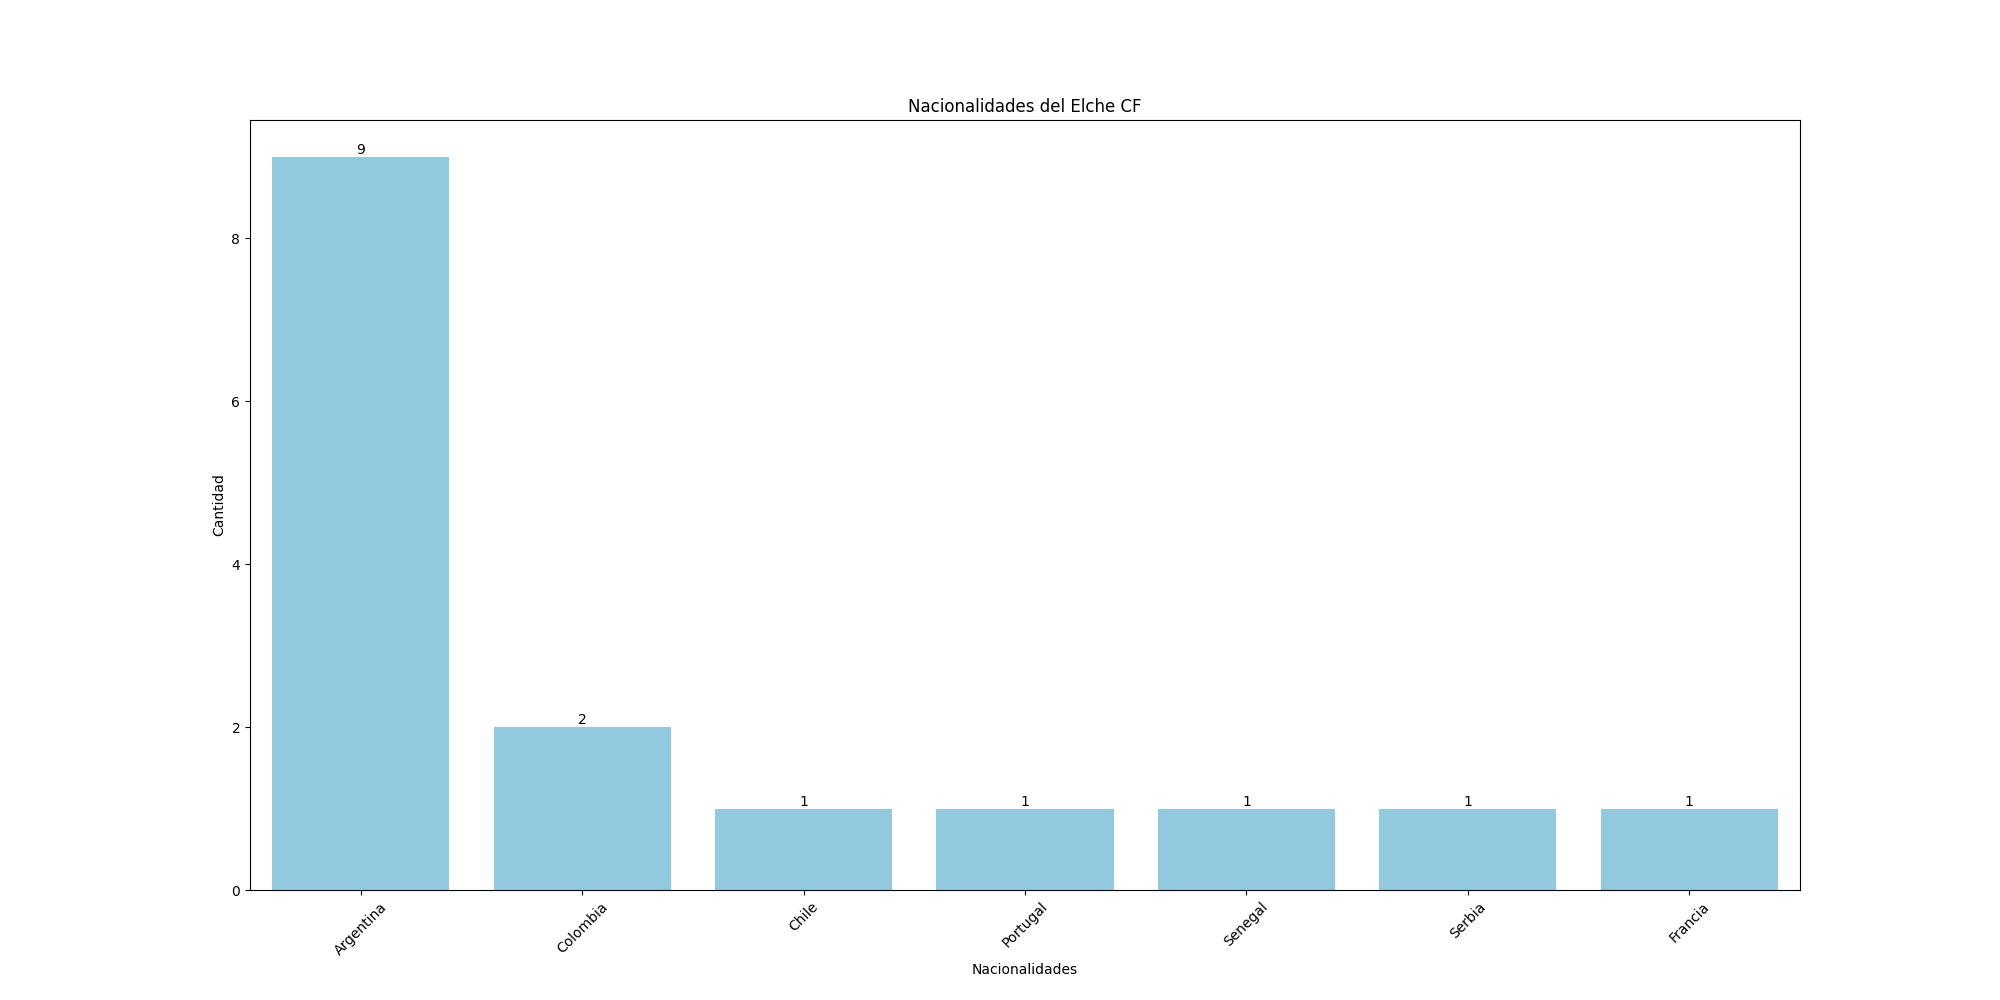 Nacionalidades del Elche CF
9
8
6
4
2
0
Cantidad
2
1
1
1
1
1
Argentina
Colombia
Chile
Portugal
Senegal
Serbia
Francia
Nacionalidades